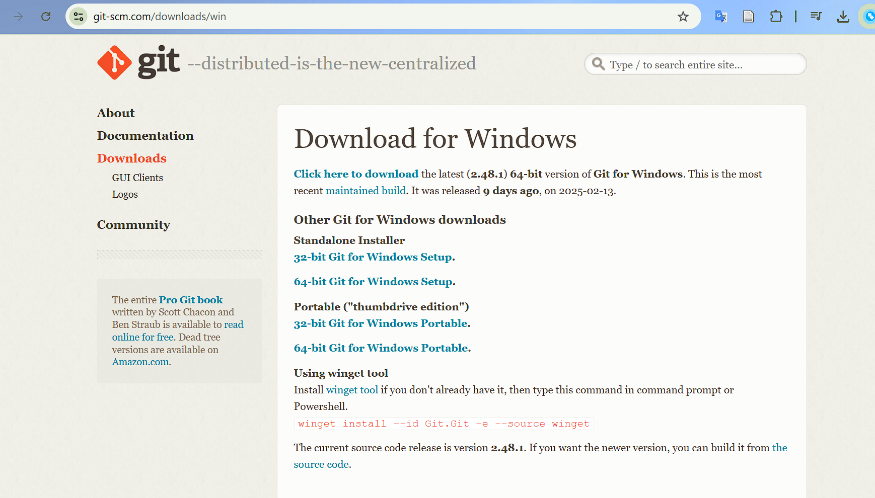 git-scm.com/downloads/win
git --distributed-is-the-new-centralized
Type / to search entire site...
About
Documentation
Downloads
GUI Clients
Logos
Community
The entire Pro Git book
written by Scott Chacon and
Ben Straub is available to read
online for free. Dead tree
versions are available on
Amazon.com.
Download for Windows
Click here to download the latest (2.48.1) 64-bit version of Git for Windows. This is the most
recent maintained build. It was released 9 days ago, on 2025-02-13.
Other Git for Windows downloads
Standalone Installer
32-bit Git for Windows Setup.
64-bit Git for Windows Setup.
Portable ("thumbdrive edition")
32-bit Git for Windows Portable.
64-bit Git for Windows Portable.
Using winget tool
Install winget tool if you don't already have it, then type this command in command prompt or
Powershell.
winget install --id Git.Git -e --source winget
The current source code release is version 2.48.1. If you want the newer version, you can build it from the
source code.